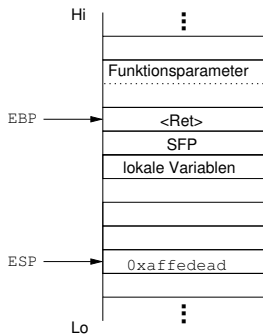 Hi
Funktionsparameter
EBP
<Ret>
SFP
lokale Variablen
ESP
0xaffedead
Lo